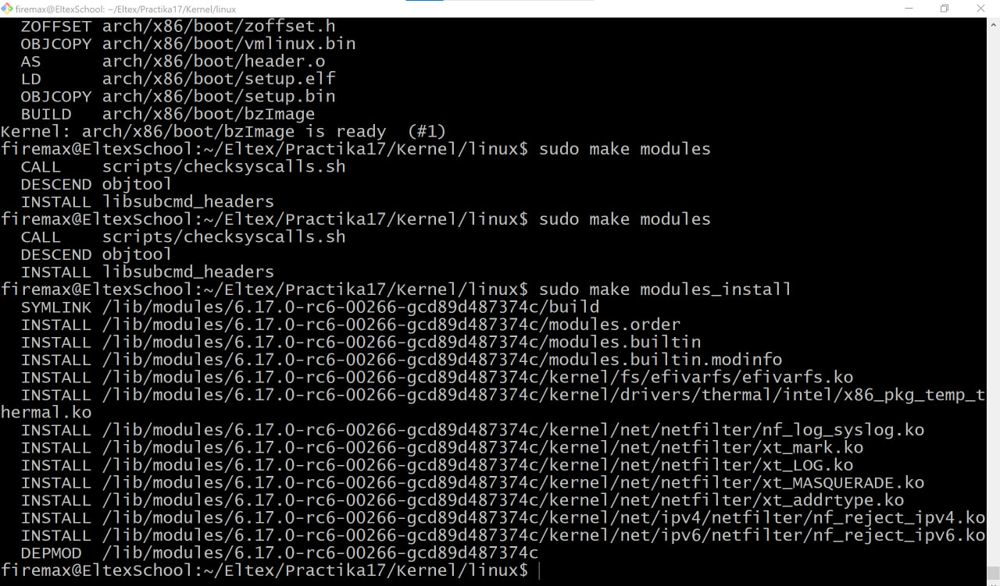 firemax@EltexSchool: ~/Eltex/Practika17/Kernel/linux
ZOFFSET arch/x86/boot/zoffset.h
OBJCOPY arch/x86/boot/vmlinux.bin
AS      arch/x86/boot/header.o
LD      arch/x86/boot/setup.elf
OBJCOPY arch/x86/boot/setup.bin
BUILD   arch/x86/boot/bzImage
Kernel: arch/x86/boot/bzImage is ready  (#1)
firemax@EltexSchool:~/Eltex/Practika17/Kernel/linux$ sudo make modules
CALL    scripts/checksyscalls.sh
DESCEND objtool
INSTALL libsubcmd_headers
firemax@EltexSchool:~/Eltex/Practika17/Kernel/linux$ sudo make modules
CALL    scripts/checksyscalls.sh
DESCEND objtool
INSTALL libsubcmd_headers
firemax@EltexSchool:~/Eltex/Practika17/Kernel/linux$ sudo make modules_install
SYMLINK /lib/modules/6.17.0-rc6-00266-gcd89d487374c/build
INSTALL /lib/modules/6.17.0-rc6-00266-gcd89d487374c/modules.order
INSTALL /lib/modules/6.17.0-rc6-00266-gcd89d487374c/modules.builtin
INSTALL /lib/modules/6.17.0-rc6-00266-gcd89d487374c/modules.builtin.modinfo
INSTALL /lib/modules/6.17.0-rc6-00266-gcd89d487374c/kernel/fs/efivarfs/efivarfs.ko
INSTALL /lib/modules/6.17.0-rc6-00266-gcd89d487374c/kernel/drivers/thermal/intel/x86_pkg_temp_t
hermal.ko
INSTALL /lib/modules/6.17.0-rc6-00266-gcd89d487374c/kernel/net/netfilter/nf_log_syslog.ko
INSTALL /lib/modules/6.17.0-rc6-00266-gcd89d487374c/kernel/net/netfilter/xt_mark.ko
INSTALL /lib/modules/6.17.0-rc6-00266-gcd89d487374c/kernel/net/netfilter/xt_LOG.ko
INSTALL /lib/modules/6.17.0-rc6-00266-gcd89d487374c/kernel/net/netfilter/xt_MASQUERADE.ko
INSTALL /lib/modules/6.17.0-rc6-00266-gcd89d487374c/kernel/net/netfilter/xt_addrtype.ko
INSTALL /lib/modules/6.17.0-rc6-00266-gcd89d487374c/kernel/net/ipv4/netfilter/nf_reject_ipv4.ko
INSTALL /lib/modules/6.17.0-rc6-00266-gcd89d487374c/kernel/net/ipv6/netfilter/nf_reject_ipv6.ko
DEPMOD  /lib/modules/6.17.0-rc6-00266-gcd89d487374c
firemax@EltexSchool:~/Eltex/Practika17/Kernel/linux$